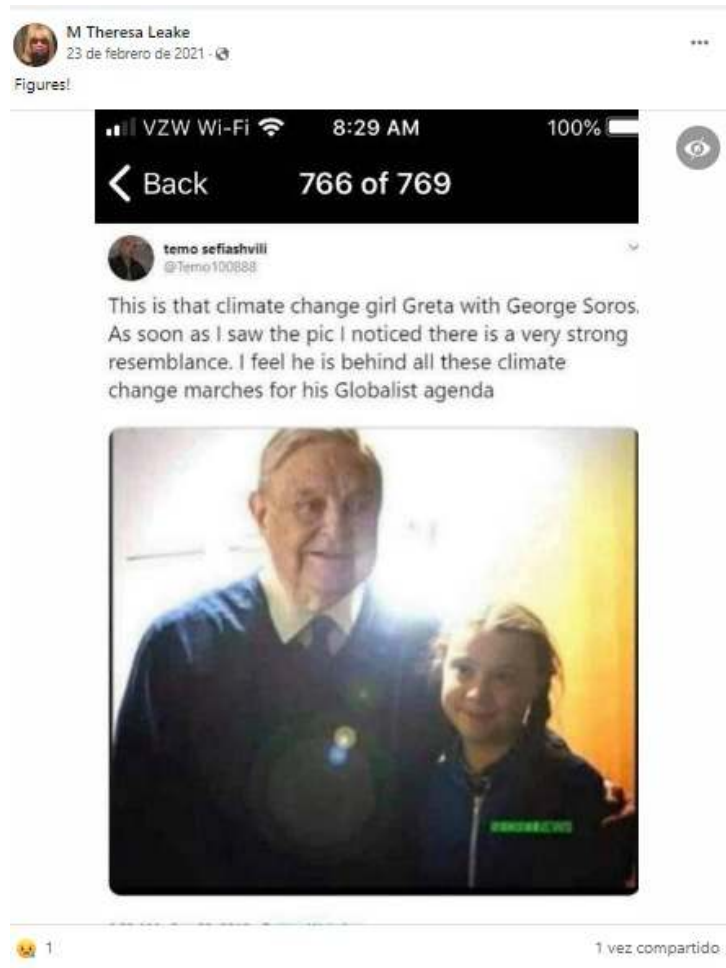 M Theresa Leake
23 de febrero de 2021 ·
Figures!
VZW Wi-Fi 8:29 AM 100%
Back 766 of 769
temo sefiashvili
@Temo100888
This is that climate change girl Greta with George Soros.
As soon as I saw the pic I noticed there is a very strong
resemblance. I feel he is behind all these climate
change marches for his Globalist agenda
1
1 vez compartido